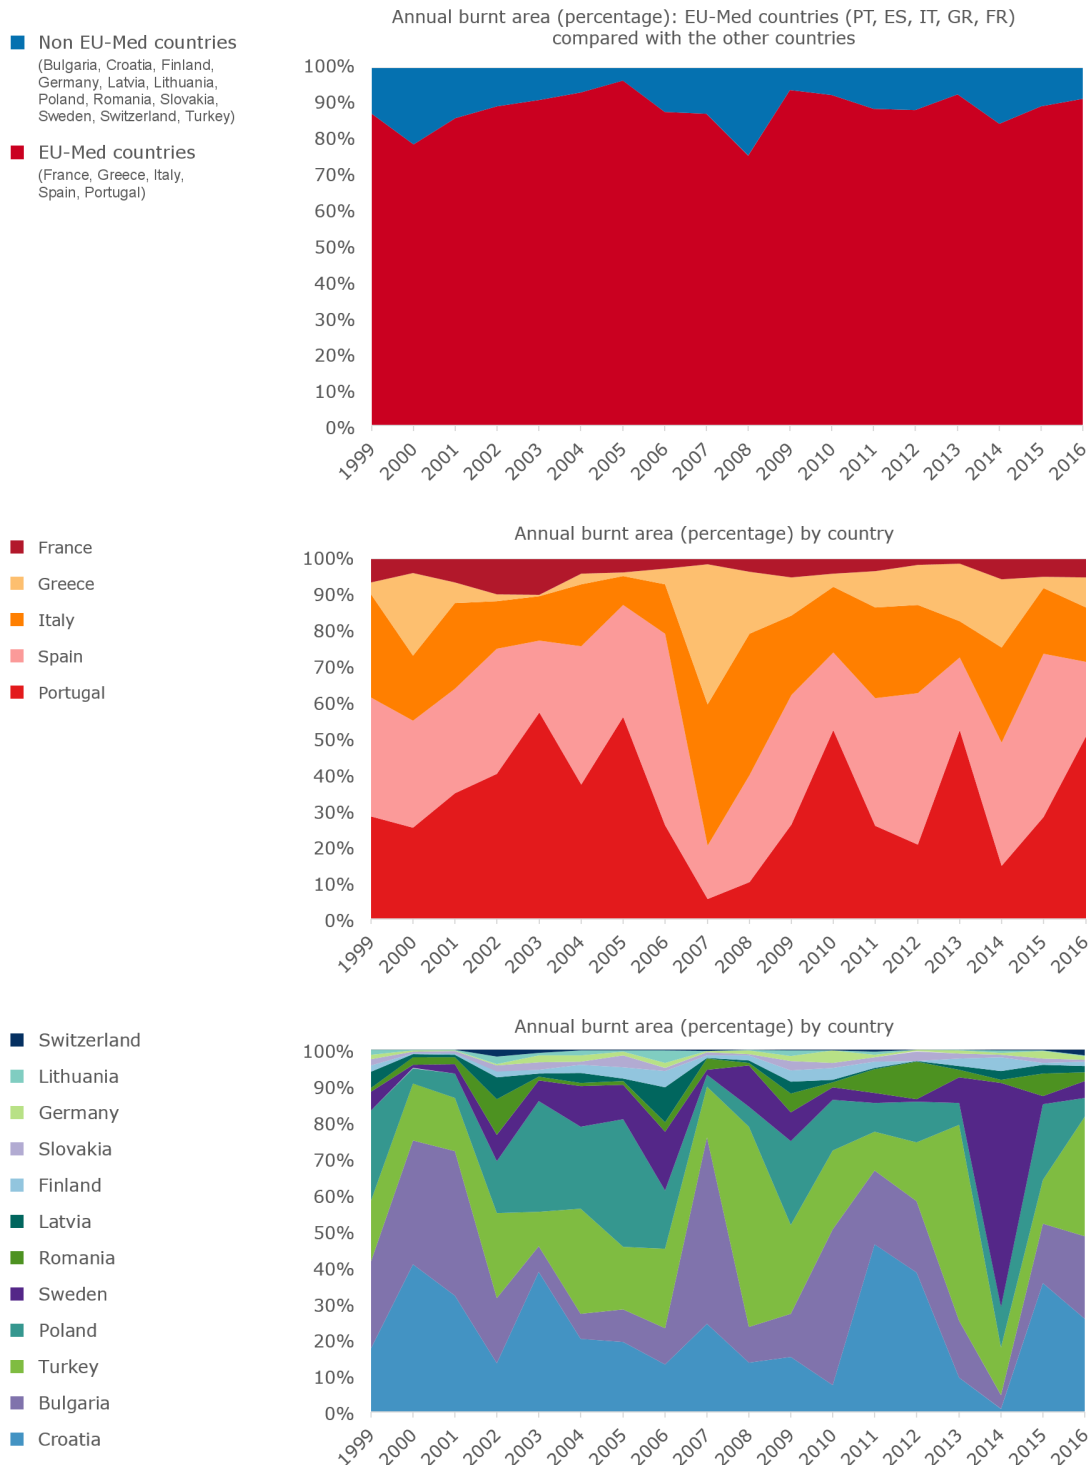 Annual burnt area (percentage): EU-Med countries (PT, ES, IT, GR, FR)
compared with the other countries
Non EU-Med countries
(Bulgaria, Croatia, Finland,
Germany, Latvia, Lithuania,
Poland, Romania, Slovakia,
Sweden, Switzerland, Turkey)
EU-Med countries
(France, Greece, Italy,
Spain, Portugal)
100%
90%
80%
70%
60%
50%
40%
30%
20%
10%
0%
1999 2000 2001 2002 2003 2004 2005 2006 2007 2008 2009 2010 2011 2012 2013 2014 2015 2016
Annual burnt area (percentage) by country
France
Greece
Italy
Spain
Portugal
100%
90%
80%
70%
60%
50%
40%
30%
20%
10%
0%
1999 2000 2001 2002 2003 2004 2005 2006 2007 2008 2009 2010 2011 2012 2013 2014 2015 2016
Annual burnt area (percentage) by country
Switzerland
Lithuania
Germany
Slovakia
Finland
Latvia
Romania
Sweden
Poland
Turkey
Bulgaria
Croatia
100%
90%
80%
70%
60%
50%
40%
30%
20%
10%
0%
1999 2000 2001 2002 2003 2004 2005 2006 2007 2008 2009 2010 2011 2012 2013 2014 2015 2016